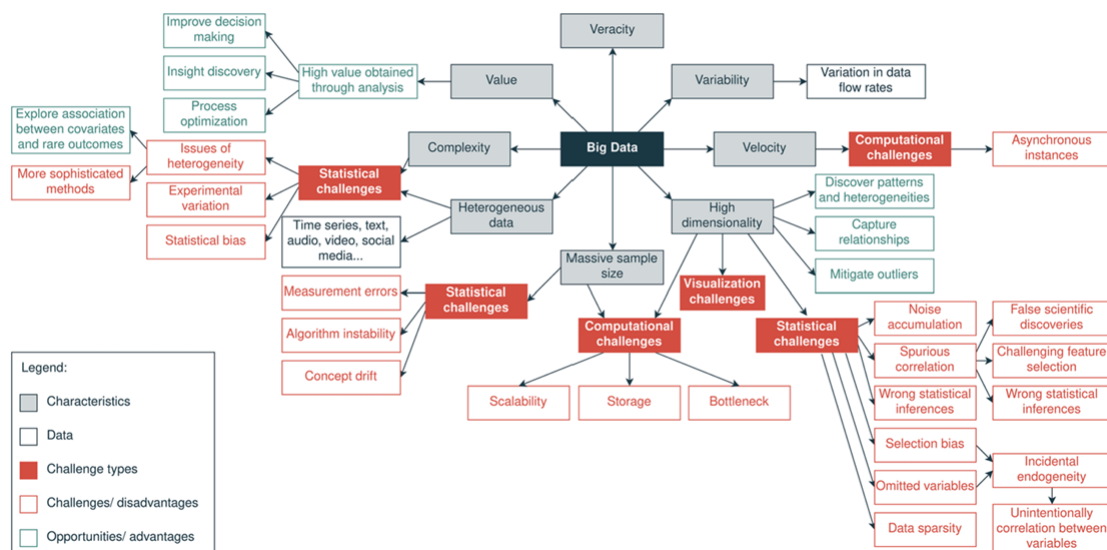 Improve decision
making
Insight discovery
Process
optimization
High value obtained
through analysis
Value
Veracity
Variability
Variation in data
flow rates
Explore association
between covariates
and rare outcomes
More sophisticated
methods
Issues of
heterogeneity
Experimental
variation
Statistical bias
Statistical
challenges
Complexity
Big Data
Velocity
Computational
challenges
Asynchronous
instances
Heterogeneous
data
Time series, text,
audio, video, social
media...
High
dimensionality
Discover patterns
and heterogeneities
Capture
relationships
Mitigate outliers
Massive sample
size
Visualization
challenges
Statistical
challenges
Measurement errors
Algorithm instability
Concept drift
Computational
challenges
Scalability
Storage
Bottleneck
Statistical
challenges
Noise
accumulation
Spurious
correlation
Wrong statistical
inferences
Selection bias
Omitted variables
Data sparsity
False scientific
discoveries
Challenging feature
selection
Wrong statistical
inferences
Incidental
endogeneity
Unintentionally
correlation between
variables
Legend:
Characteristics
Data
Challenge types
Challenges/ disadvantages
Opportunities/ advantages